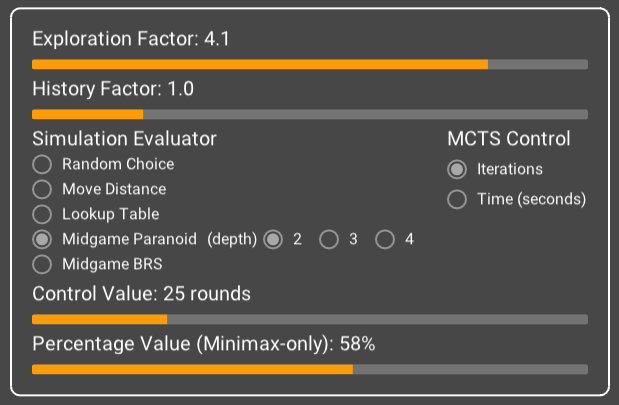 Exploration Factor: 4.1
History Factor: 1.0
Simulation Evaluator
Random Choice
Move Distance
Lookup Table
Midgame Paranoid (depth) 2 3 4
Midgame BRS
MCTS Control
Iterations
Time (seconds)
Control Value: 25 rounds
Percentage Value (Minimax-only): 58%